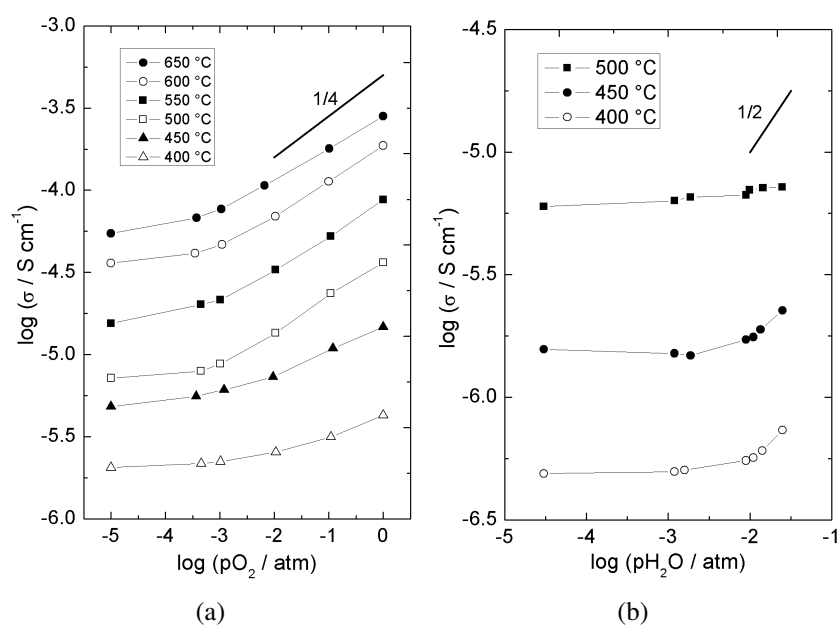 -3.0
-3.5
-4.0
-4.5
-5.0
-5.5
-6.0
log (σ / S cm⁻¹)
650 °C
600 °C
550 °C
500 °C
450 °C
400 °C
1/4
-5 -4 -3 -2 -1 0
log (pO₂ / atm)
(a)
-4.5
-5.0
-5.5
-6.0
-6.5
log (σ / S cm⁻¹)
500 °C
450 °C
400 °C
1/2
-5 -4 -3 -2 -1
log (pH₂O / atm)
(b)